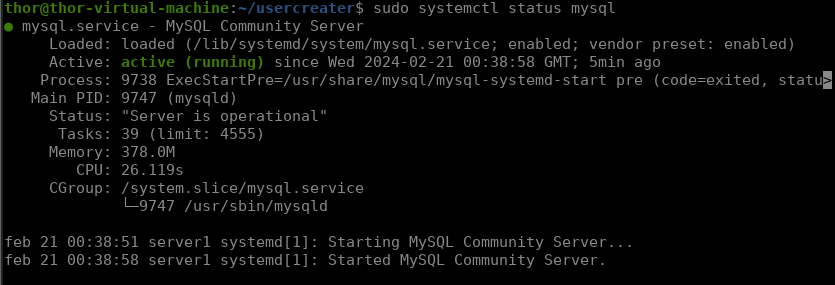 thor@thor-virtual-machine:~/usercreater$ sudo systemctl status mysql
● mysql.service - MySQL Community Server
     Loaded: loaded (/lib/systemd/system/mysql.service; enabled; vendor preset: enabled)
     Active: active (running) since Wed 2024-02-21 00:38:58 GMT; 5min ago
    Process: 9738 ExecStartPre=/usr/share/mysql/mysql-systemd-start pre (code=exited, statu>
   Main PID: 9747 (mysqld)
     Status: "Server is operational"
      Tasks: 39 (limit: 4555)
     Memory: 378.0M
        CPU: 26.119s
     CGroup: /system.slice/mysql.service
             └─9747 /usr/sbin/mysqld

feb 21 00:38:51 server1 systemd[1]: Starting MySQL Community Server...
feb 21 00:38:58 server1 systemd[1]: Started MySQL Community Server.